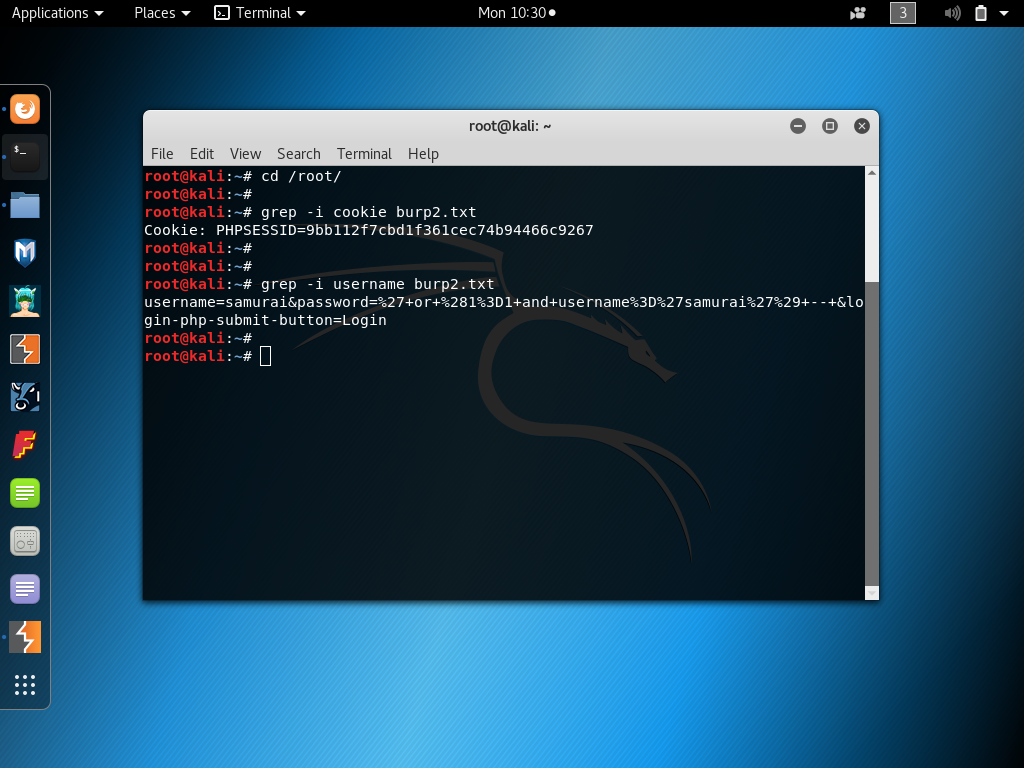 Applications Places Terminal Mon 10:30 3
root@kali: ~
File Edit View Search Terminal Help
root@kali:~# cd /root/
root@kali:~#
root@kali:~# grep -i cookie burp2.txt
Cookie: PHPSESSID=9bb112f7cbd1f361cec74b94466c9267
root@kali:~#
root@kali:~#
root@kali:~# grep -i username burp2.txt
username=samurai&password=%27+or+%281%3D1+and+username%3D%27samurai%27%29+--+&lo
gin-php-submit-button=Login
root@kali:~#
root@kali:~#